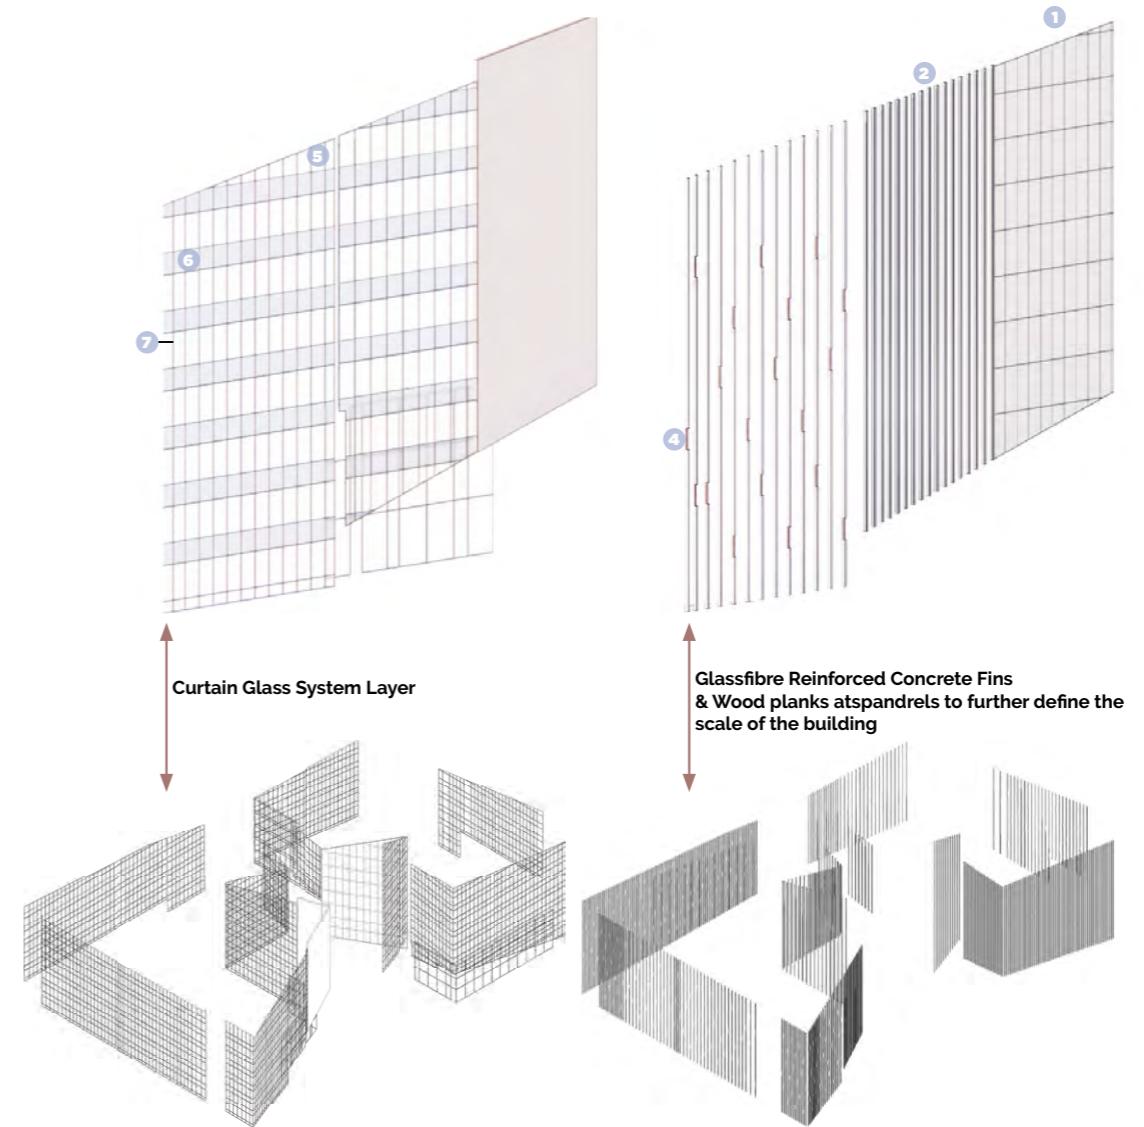 1
2
5
6
7
4
Curtain Glass System Layer
Glassfibre Reinforced Concrete Fins
& Wood planks atspandrels to further define the
scale of the building